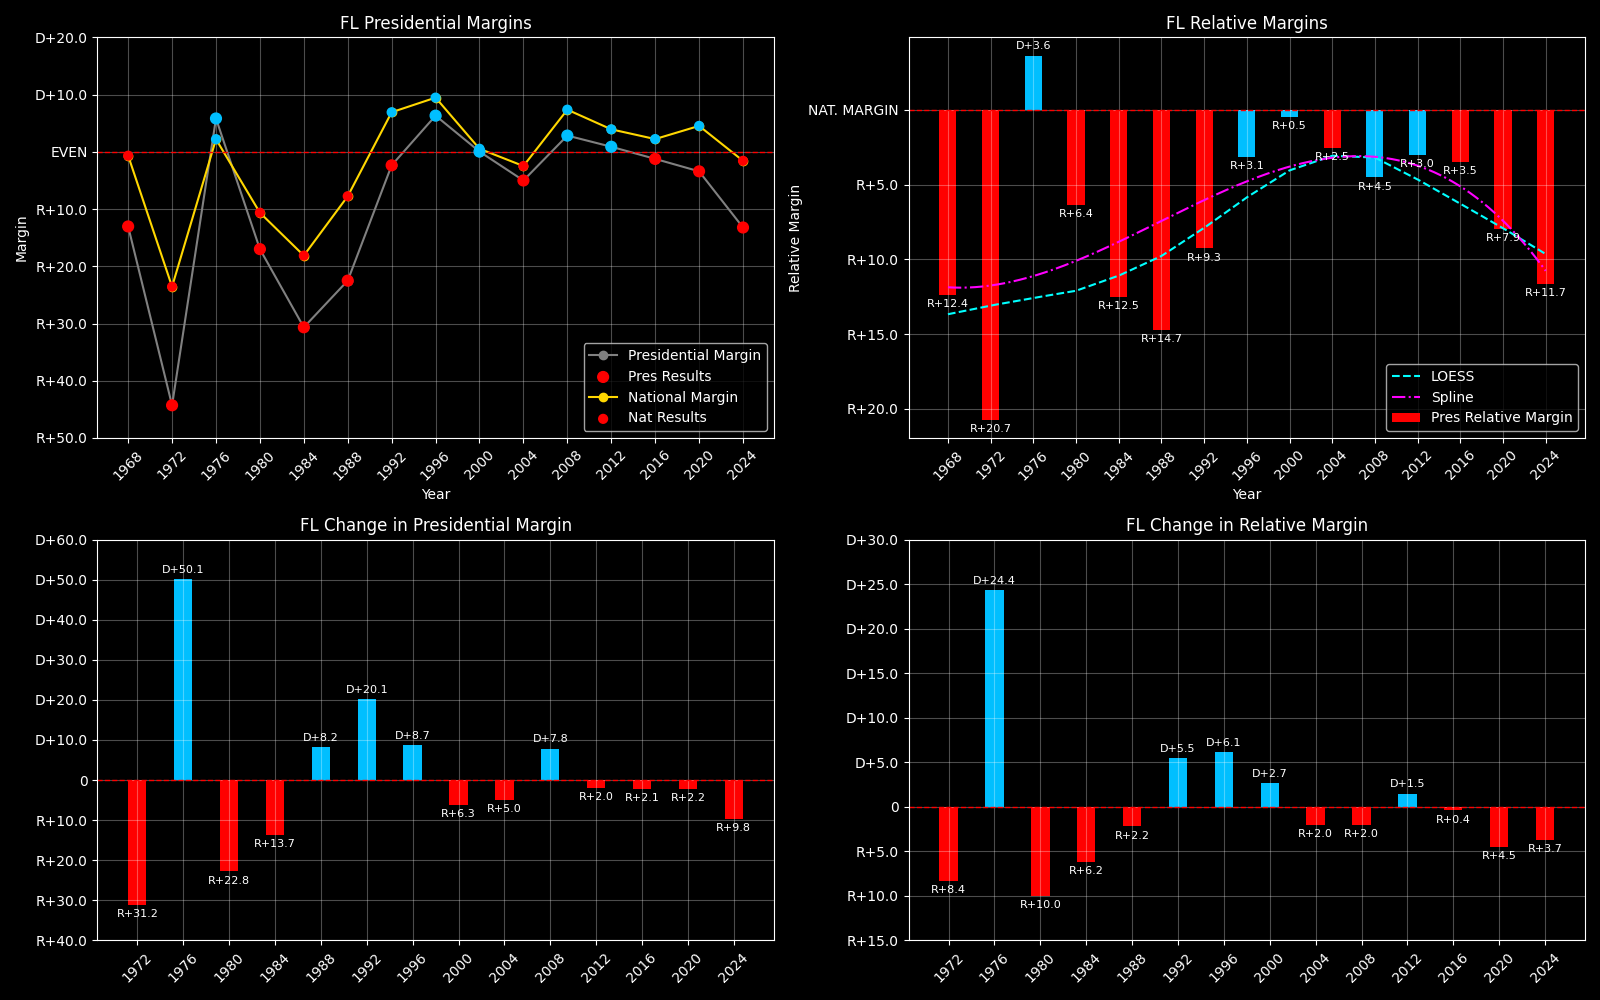 FL Presidential Margins
D+20.0
D+10.0
EVEN
R+10.0
R+20.0
R+30.0
R+40.0
R+50.0
Margin
1968 1972 1976 1980 1984 1988 1992 1996 2000 2004 2008 2012 2016 2020 2024
Year
Presidential Margin
Pres Results
National Margin
Nat Results
FL Relative Margins
NAT. MARGIN
R+5.0
R+10.0
R+15.0
R+20.0
Relative Margin
R+12.4
R+20.7
D+3.6
R+6.4
R+12.5
R+14.7
R+9.3
R+3.1
R+0.5
R+2.5
R+4.5
R+3.0
R+3.5
R+7.9
R+11.7
1968 1972 1976 1980 1984 1988 1992 1996 2000 2004 2008 2012 2016 2020 2024
Year
LOESS
Spline
Pres Relative Margin
FL Change in Presidential Margin
D+60.0
D+50.0
D+40.0
D+30.0
D+20.0
D+10.0
0
R+10.0
R+20.0
R+30.0
R+40.0
R+31.2
D+50.1
R+22.8
R+13.7
D+8.2
D+20.1
D+8.7
R+6.3
R+5.0
D+7.8
R+2.0
R+2.1
R+2.2
R+9.8
1972 1976 1980 1984 1988 1992 1996 2000 2004 2008 2012 2016 2020 2024
FL Change in Relative Margin
D+30.0
D+25.0
D+20.0
D+15.0
D+10.0
D+5.0
0
R+5.0
R+10.0
R+15.0
R+8.4
D+24.4
R+10.0
R+6.2
R+2.2
D+5.5
D+6.1
D+2.7
R+2.0
R+2.0
D+1.5
R+0.4
R+4.5
R+3.7
1972 1976 1980 1984 1988 1992 1996 2000 2004 2008 2012 2016 2020 2024